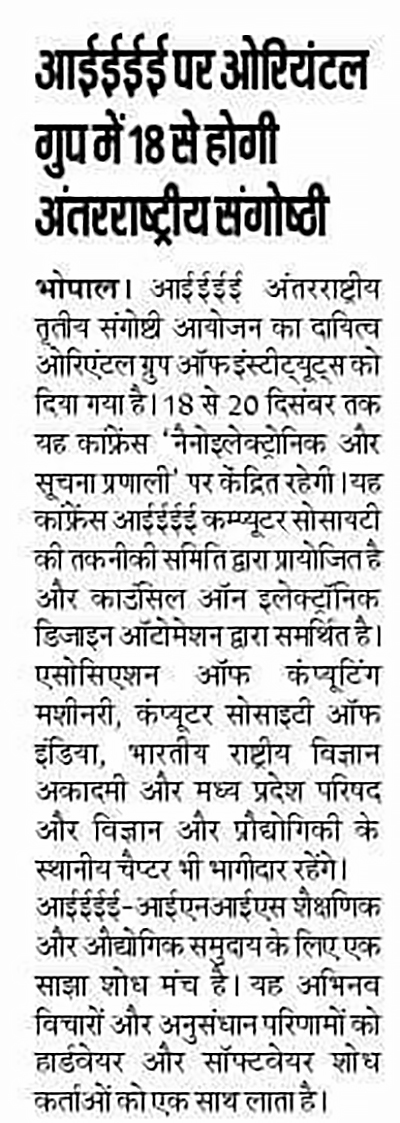 आईईईई पर ओरियंटल
गुप में 18 से होगी
अंतरराष्ट्रीय संगोष्ठी
भोपाल। आईईईई अंतरराष्ट्रीय
तृतीय संगोष्ठी आयोजन का दायित्व
ओरिएंटल ग्रुप ऑफ इंस्टीट्यूट्स को
दिया गया है। 18 से 20 दिसंबर तक
यह कांफ्रेंस ‘नैनोइलेक्ट्रोनिक और
सूचना प्रणाली’ पर केंद्रित रहेगी।यह
कांफ्रेंस आईईईई कम्प्यूटर सोसायटी
की तकनीकी समिति द्वारा प्रायोजित है
और काउंसिल ऑन इलेक्ट्रॉनिक
डिजाइन ऑटोमेशन द्वारा समर्थित है।
एसोसिएशन ऑफ कंप्यूटिंग
मशीनरी, कंप्यूटर सोसाइटी ऑफ
इंडिया, भारतीय राष्ट्रीय विज्ञान
अकादमी और मध्य प्रदेश परिषद
और विज्ञान और प्रौद्योगिकी के
स्थानीय चैप्टर भी भागीदार रहेंगे।
आईईईई-आईएनआईएस शैक्षणिक
और औद्योगिक समुदाय के लिए एक
साझा शोध मंच है। यह अभिनव
विचारों और अनुसंधान परिणामों को
हार्डवेयर और सॉफ्टवेयर शोध
कर्ताओं को एक साथ लाता है।